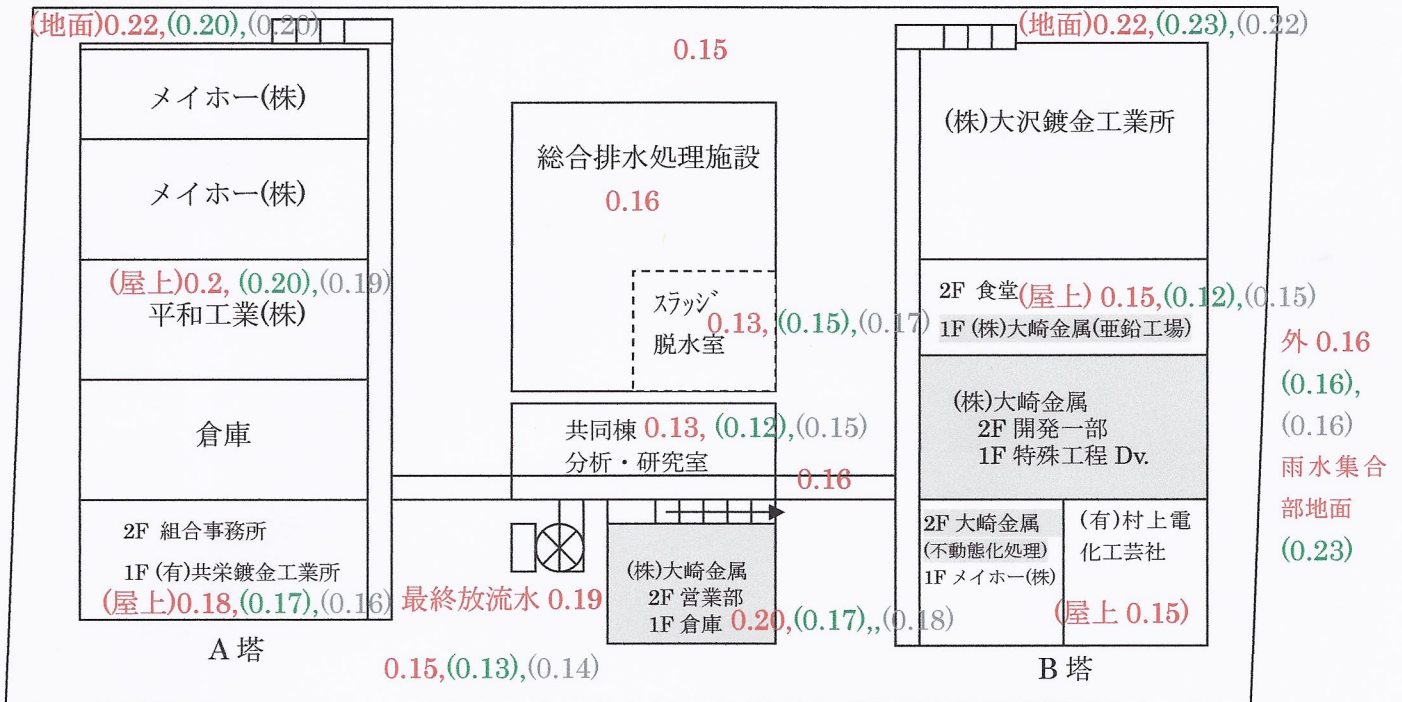 (地面)0.22,(0.20),(0.20)
メイホー(株)
メイホー(株)
(屋上)0.2, (0.20),(0.19)
平和工業(株)
倉庫
2F 組合事務所
1F (有)共栄鍍金工業所
(屋上)0.18,(0.17),(0.16)
A 塔
0.15
総合排水処理施設
0.16
スラッジ
脱水室
0.13, (0.15),(0.17)
共同棟 0.13, (0.12),(0.15)
分析・研究室
0.16
最終放流水 0.19
(株)大崎金属
2F 営業部
1F 倉庫 0.20,(0.17),,(0.18)
0.15,(0.13),(0.14)
(地面)0.22,(0.23),(0.22)
(株)大沢鍍金工業所
2F 食堂(屋上) 0.15,(0.12),(0.15)
1F (株)大崎金属(亜鉛工場)
(株)大崎金属
2F 開発一部
1F 特殊工程 Dv.
2F 大崎金属
(不動態化処理)
1F メイホー(株)
(有)村上電
化工芸社
(屋上 0.15)
B 塔
外 0.16
(0.16),
(0.16)
雨水集合
部地面
(0.23)